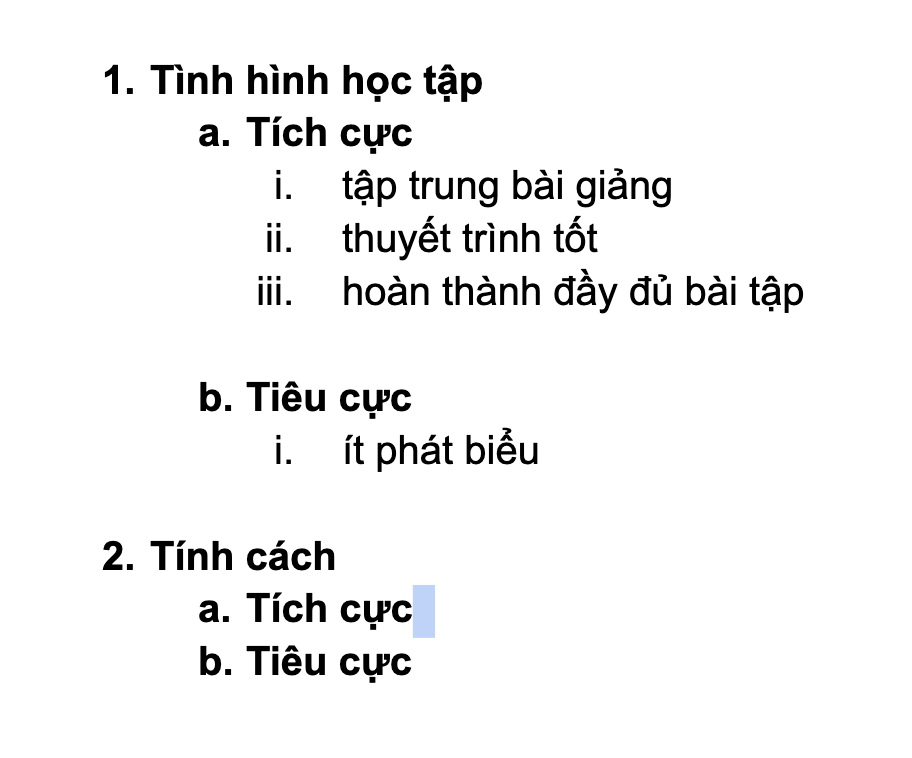 1. Tình hình học tập
a. Tích cực
i. tập trung bài giảng
ii. thuyết trình tốt
iii. hoàn thành đầy đủ bài tập
b. Tiêu cực
i. ít phát biểu
2. Tính cách
a. Tích cực
b. Tiêu cực